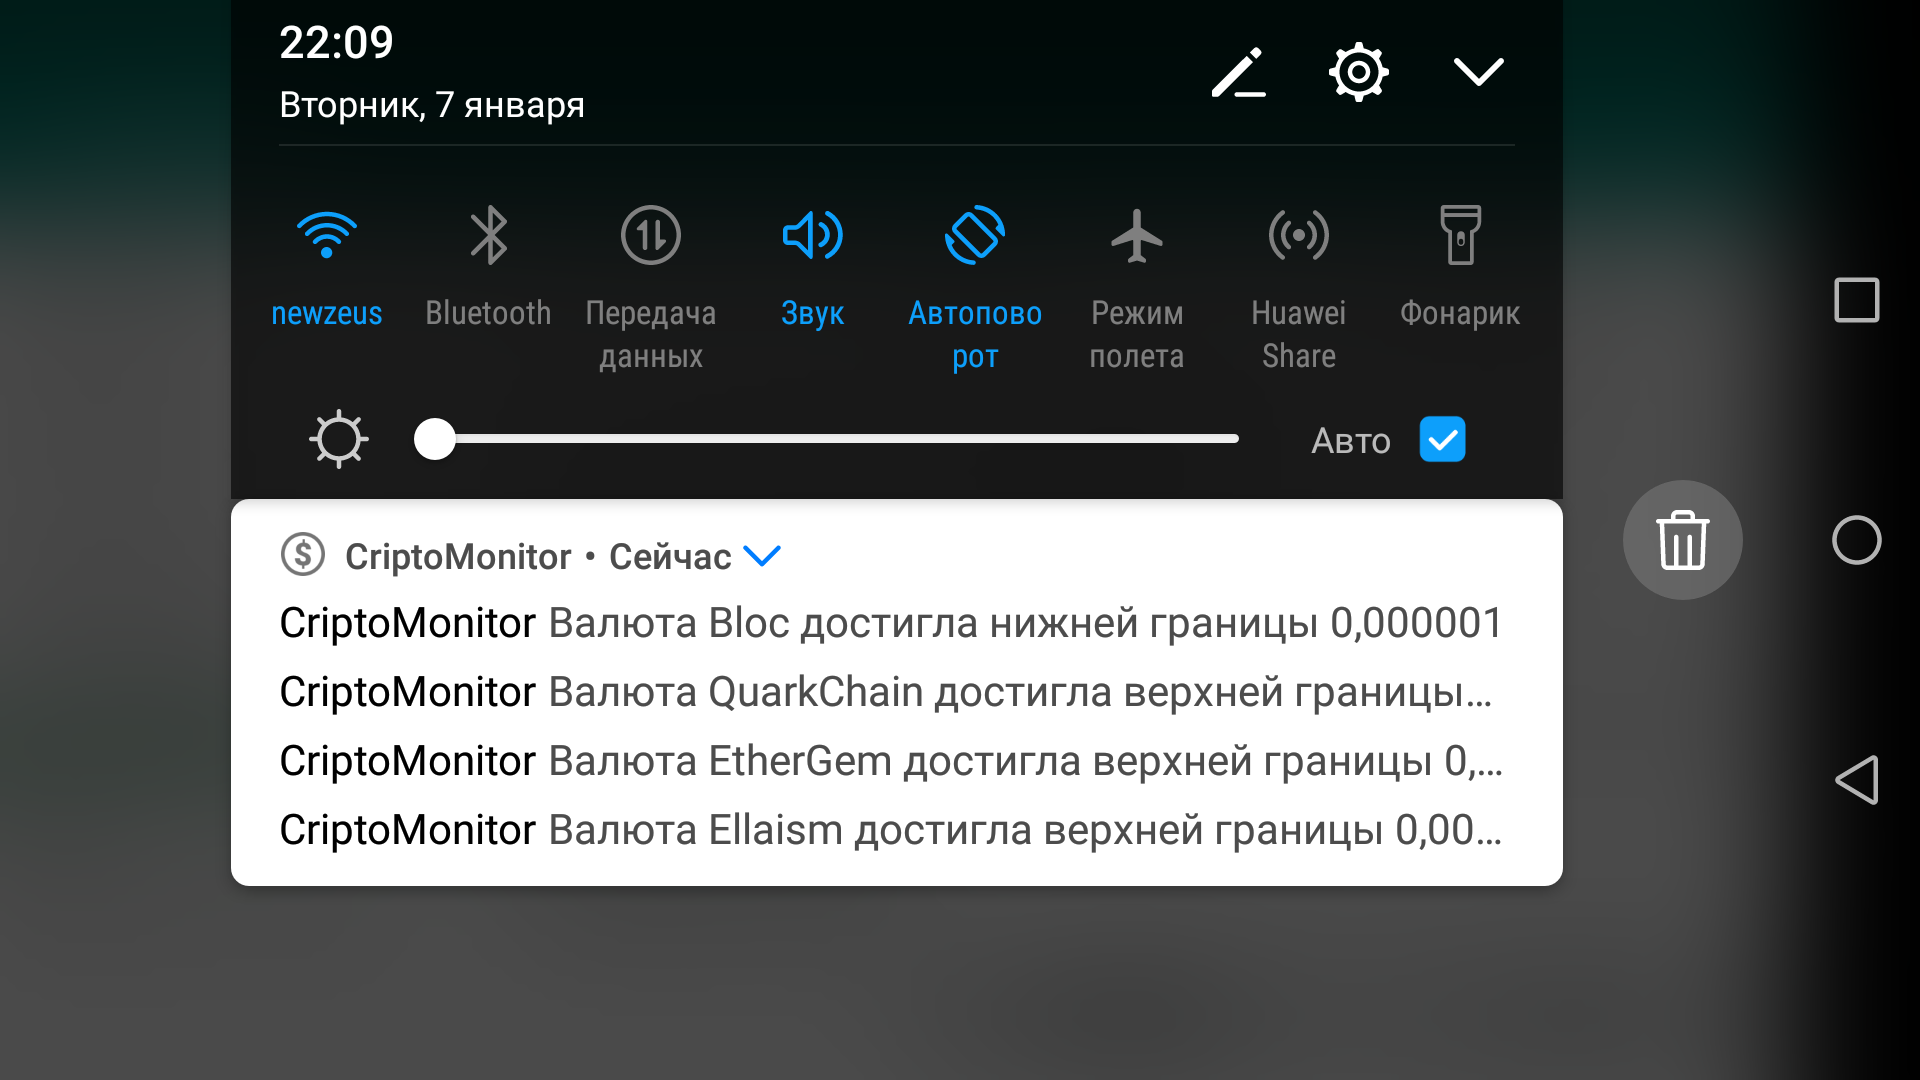 22:09
Вторник, 7 января
newzeus Bluetooth Передача данных Звук Автоповорот Режим полета Huawei Share Фонарик
Авто
CriptoMonitor • Сейчас
CriptoMonitor Валюта Bloc достигла нижней границы 0,000001
CriptoMonitor Валюта QuarkChain достигла верхней границы...
CriptoMonitor Валюта EtherGem достигла верхней границы 0,...
CriptoMonitor Валюта Ellaism достигла верхней границы 0,00...